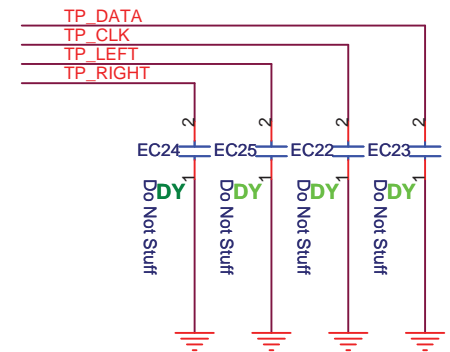 TP_DATA
TP_CLK
TP_LEFT
TP_RIGHT
2 2 2 2
EC24 EC25 EC22 EC23
1 1 1 1
DY DY DY DY
Do Not Stuff Do Not Stuff Do Not Stuff Do Not Stuff